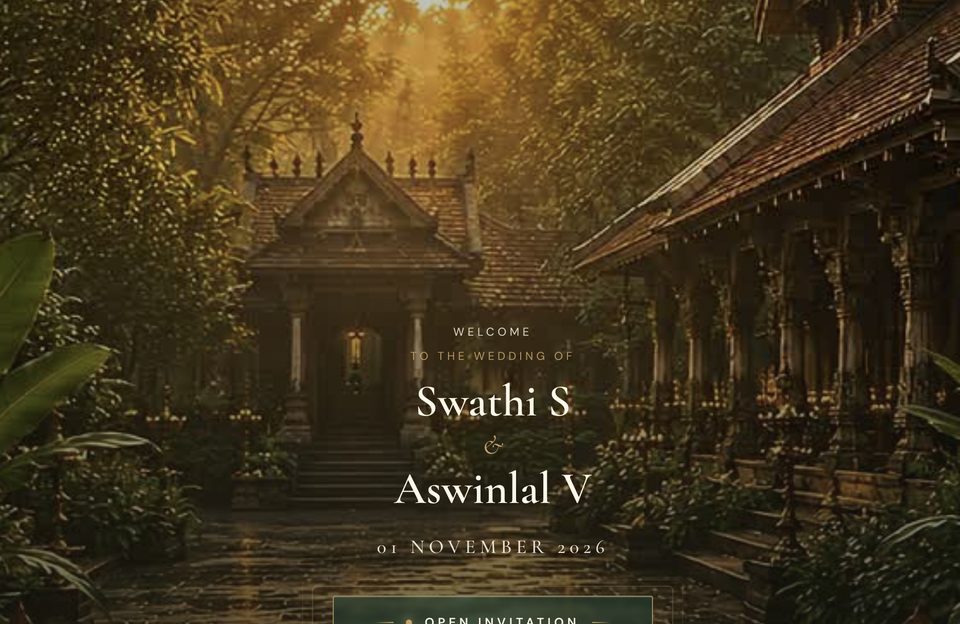 WELCOME
TO THE WEDDING OF
Swathi S
&
Aswinlal V
01 NOVEMBER 2026
OPEN INVITATION